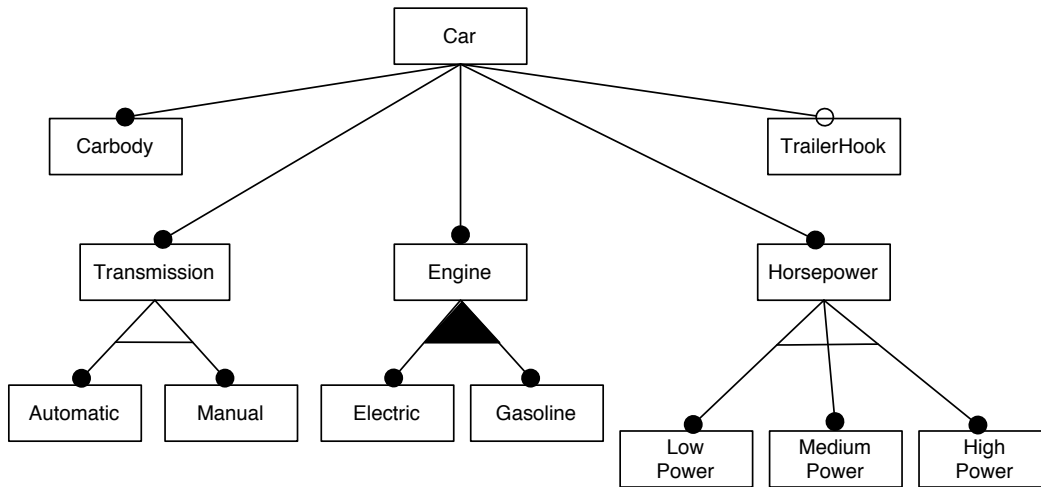 Car
Carbody
TrailerHook
Transmission
Engine
Horsepower
Automatic
Manual
Electric
Gasoline
Low
Power
Medium
Power
High
Power